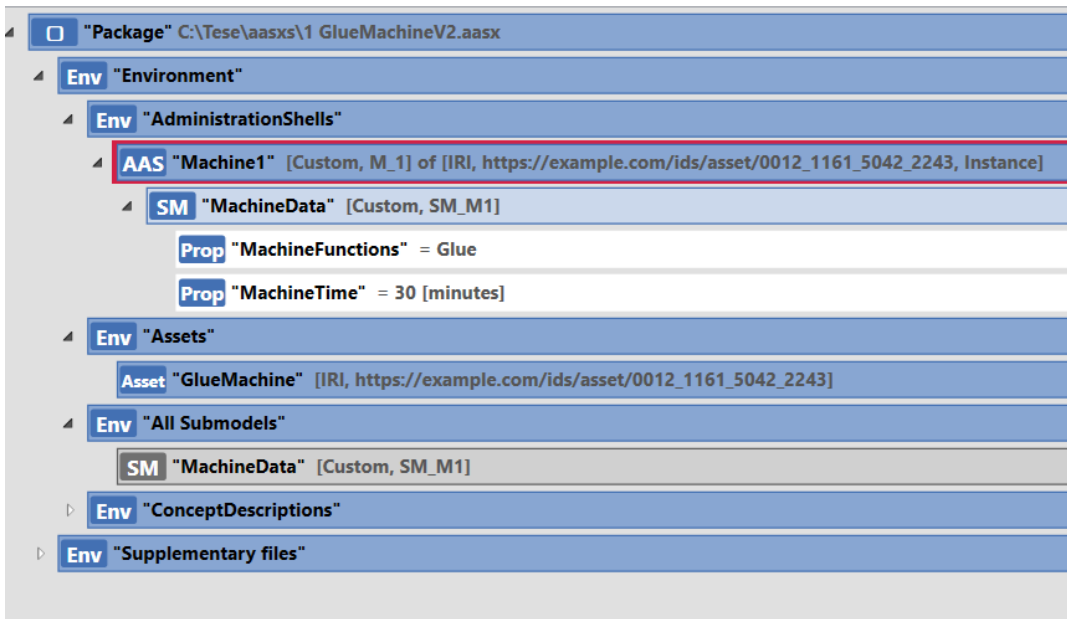 "Package" C:\Tese\aasxs\1 GlueMachineV2.aasx
Env "Environment"
Env "AdministrationShells"
AAS "Machine1" [Custom, M_1] of [IRI, https://example.com/ids/asset/0012_1161_5042_2243, Instance]
SM "MachineData" [Custom, SM_M1]
Prop "MachineFunctions" = Glue
Prop "MachineTime" = 30 [minutes]
Env "Assets"
Asset "GlueMachine" [IRI, https://example.com/ids/asset/0012_1161_5042_2243]
Env "All Submodels"
SM "MachineData" [Custom, SM_M1]
Env "ConceptDescriptions"
Env "Supplementary files"